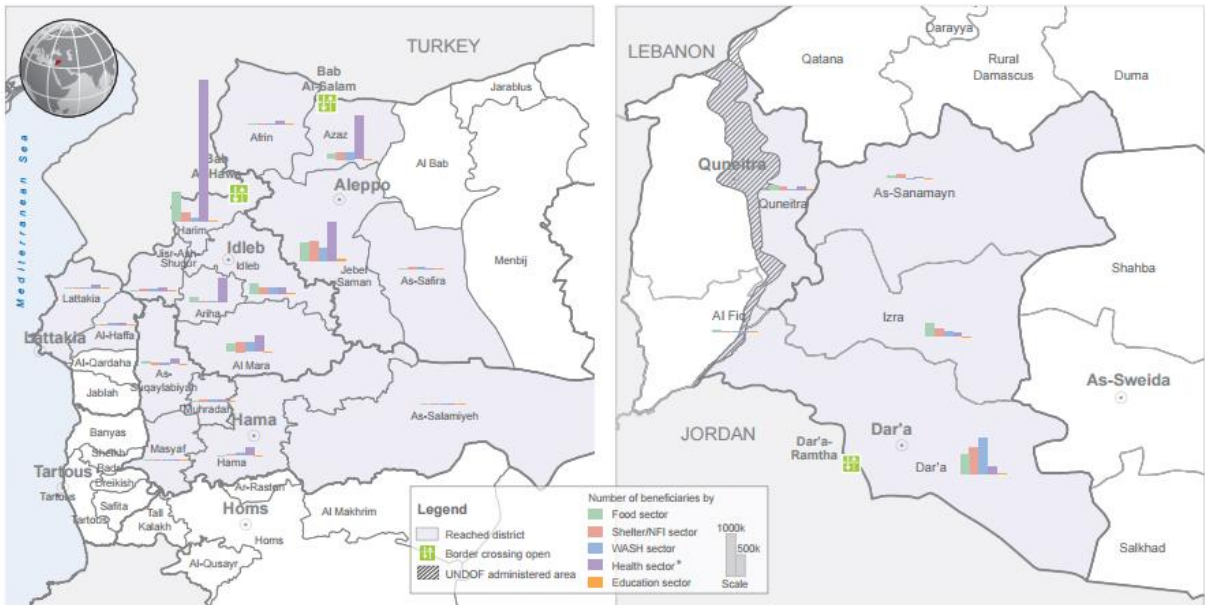 TURKEY
Bab
Al-Salam
Jarablus
Afrin
Azaz
Al Bab
Bab
Al-Hawa
Aleppo
Harim
Jisr-Ash-
Shugur
Idleb
Idleb
Jebel
Saman
As-Safira
Menbij
Mediterranean Sea
Lattakia
Ariha
Lattakia
Al-Haffa
Al Mara
Al-Qardaha
As-
Suqaylabiyah
Jablah
Muhradah
As-Salamiyeh
Hama
Banyas
Masyaf
Hama
Sheikh
Badr
Tartous
Dreikish
Tartous
Ar-Rastan
Safita
Tall
Kalakh
Homs
Al Makhrim
Tartous
Homs
Al-Qusayr
LEBANON
Darayya
Qatana
Rural
Damascus
Duma
Quneitra
Quneitra
As-Sanamayn
Shahba
Al Fiq
Izra
As-Sweida
JORDAN
Dar'a-
Ramtha
Dar'a
Dar'a
Salkhad
Legend
Reached district
Border crossing open
UNDOF administered area
Number of beneficiaries by
Food sector
Shelter/NFI sector
WASH sector
Health sector*
Education sector
1000k
500k
Scale